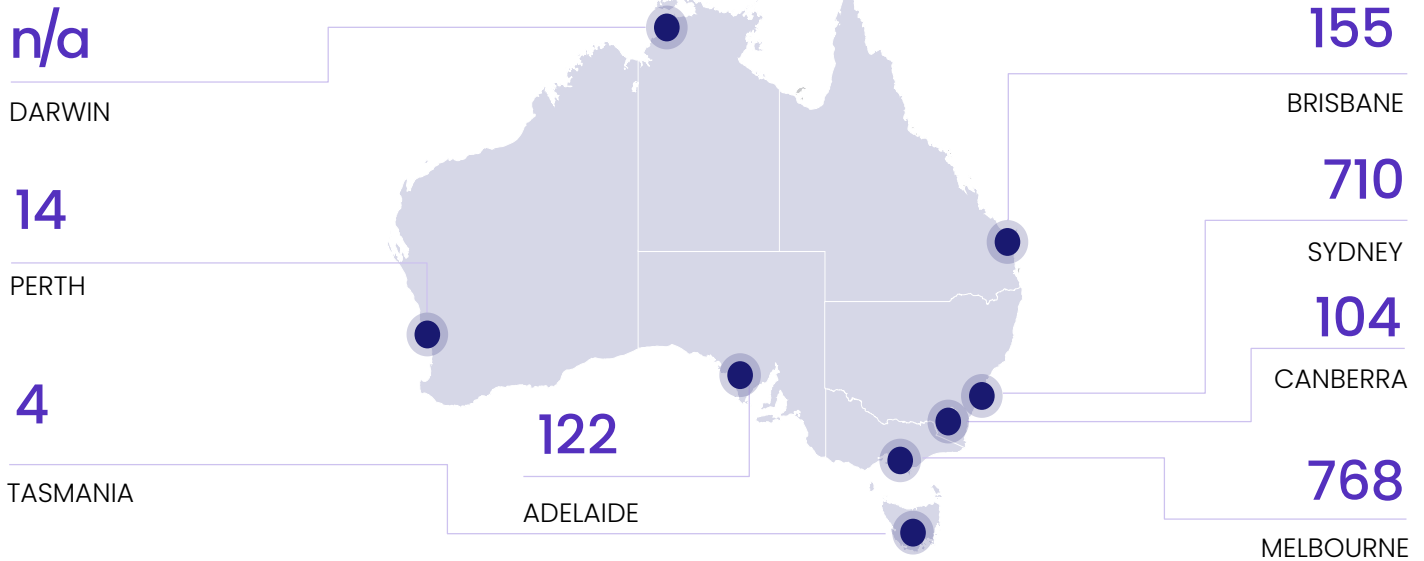 n/a
DARWIN
14
PERTH
4
TASMANIA
122
ADELAIDE
155
BRISBANE
710
SYDNEY
104
CANBERRA
768
MELBOURNE